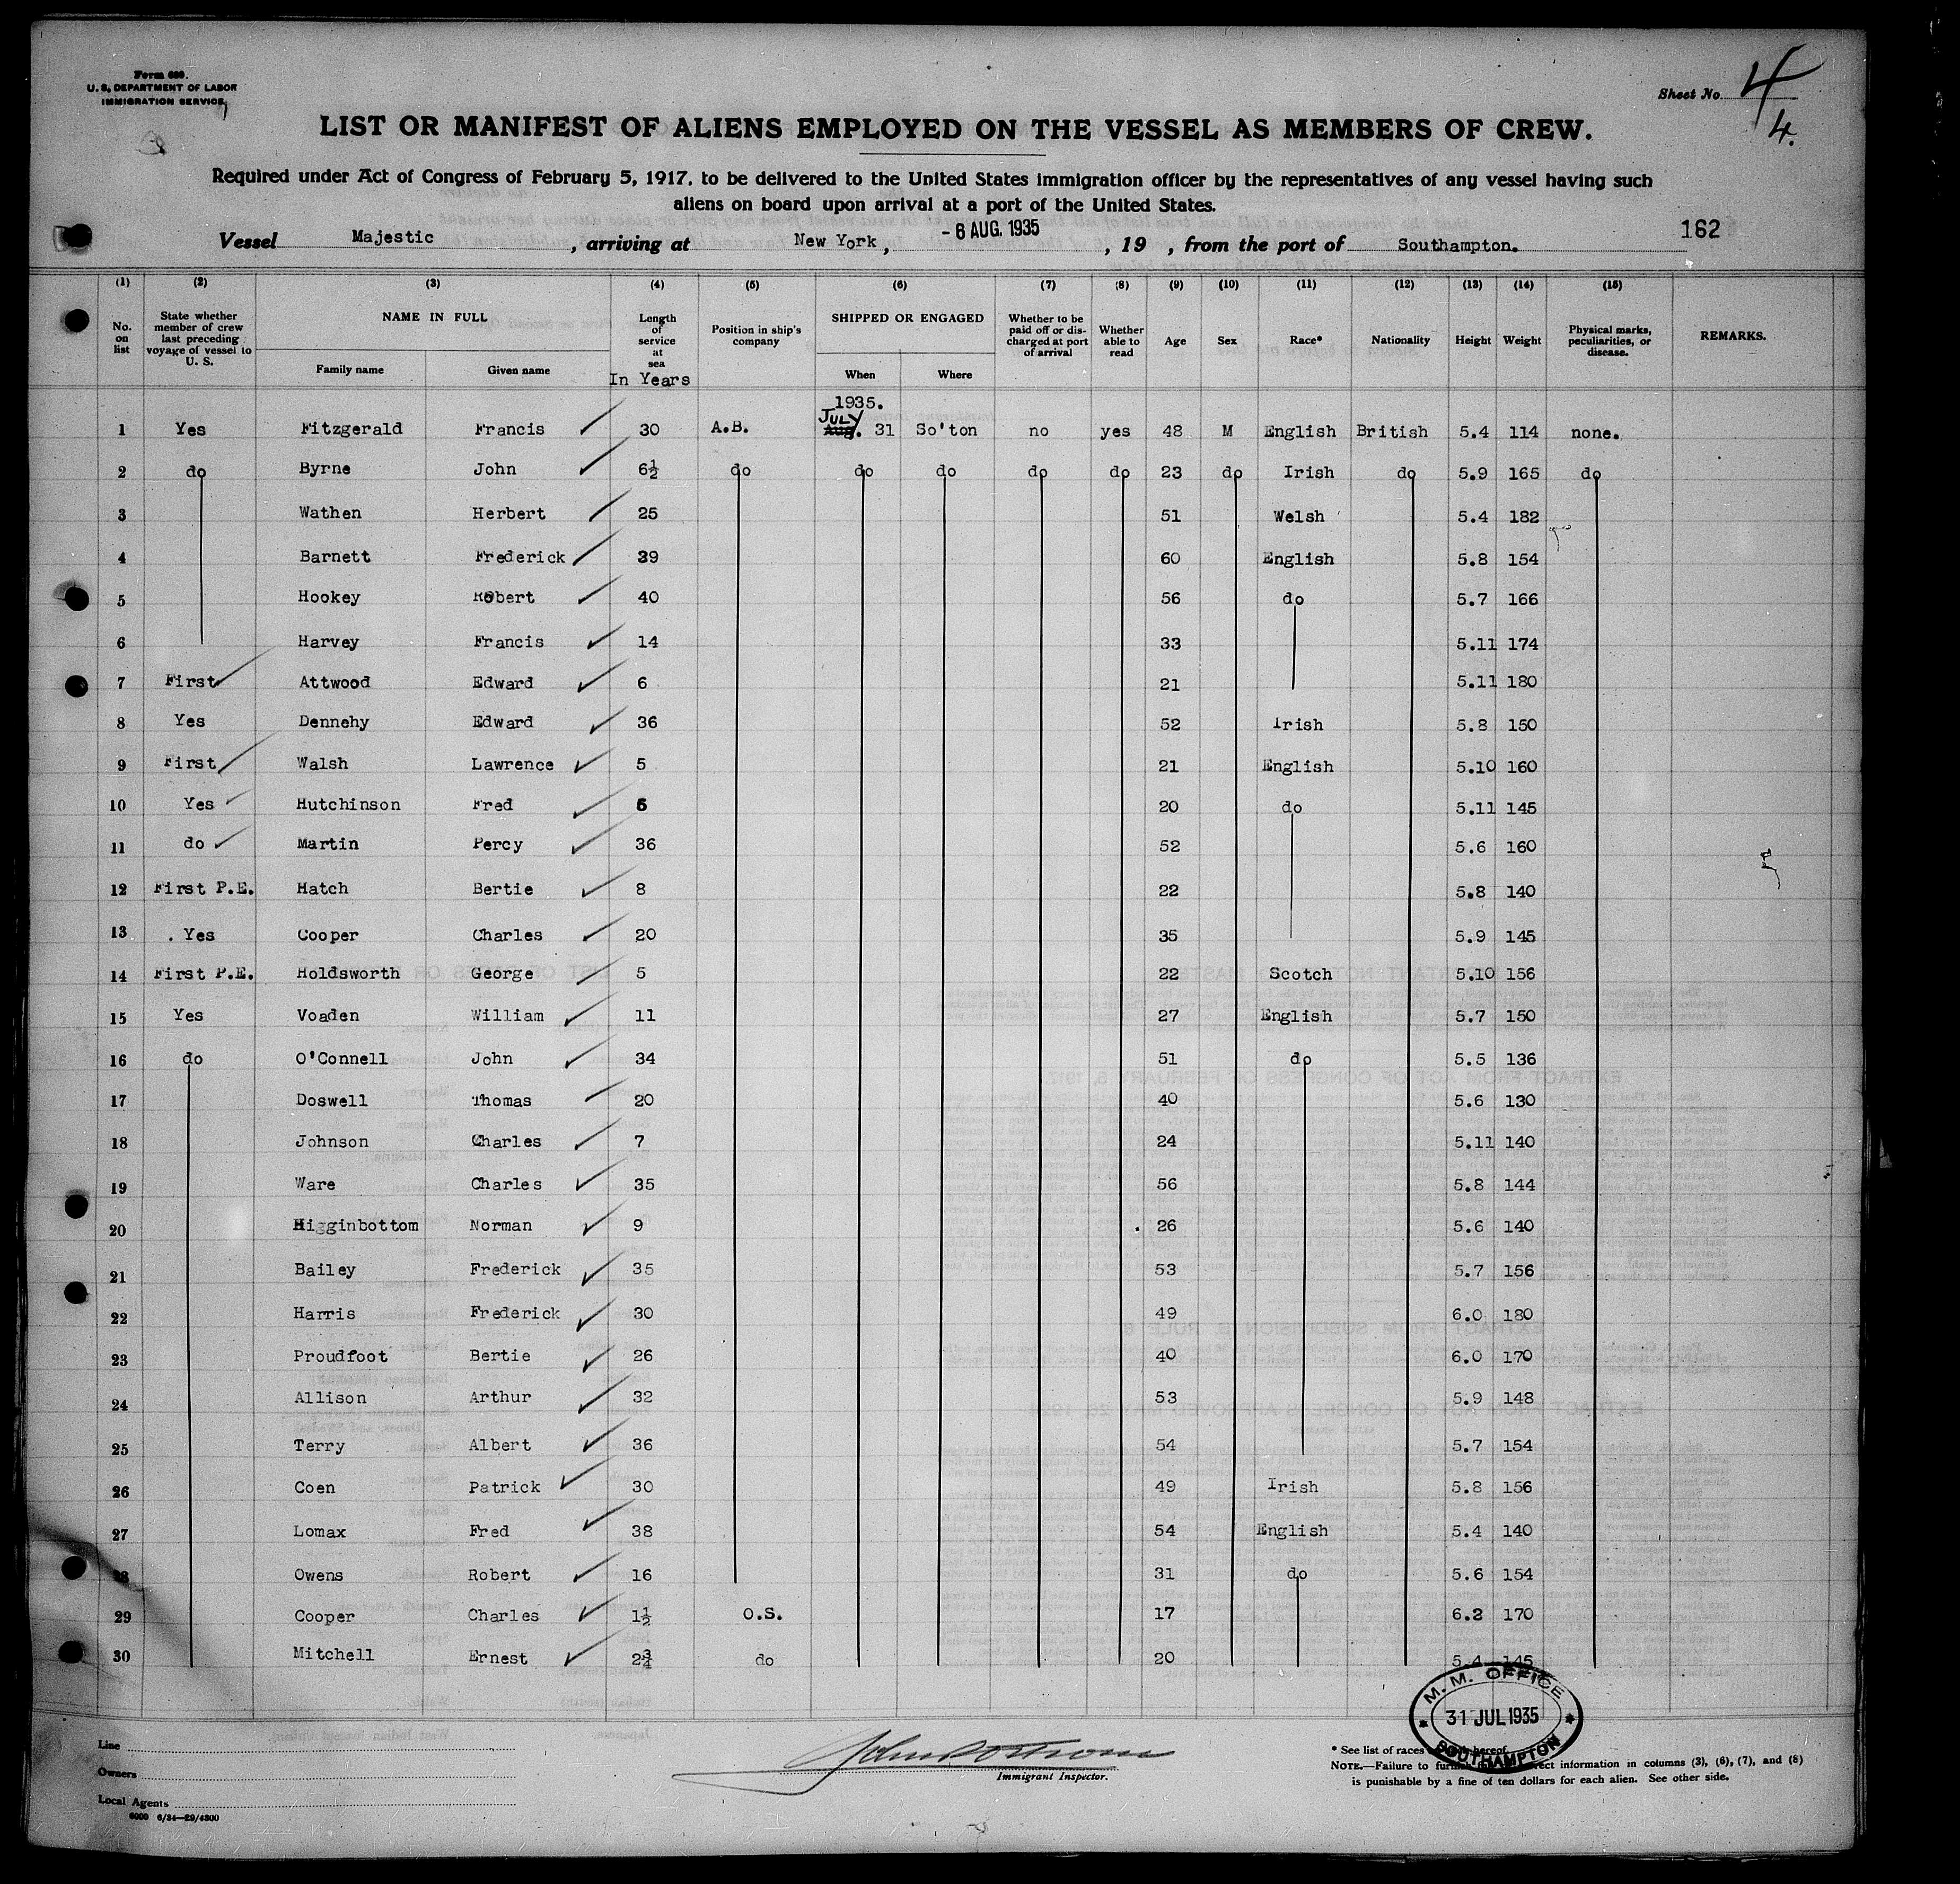 Form 689.
U. S. DEPARTMENT OF LABOR
IMMIGRATION SERVICE
Sheet No. 4
4.
LIST OR MANIFEST OF ALIENS EMPLOYED ON THE VESSEL AS MEMBERS OF CREW.
Required under Act of Congress of February 5, 1917, to be delivered to the United States immigration officer by the representatives of any vessel having such
aliens on board upon arrival at a port of the United States.
162
Vessel Majestic, arriving at New York, -6 AUG. 1935, 19 , from the port of Southampton.
(1) (2) (3) (4) (5) (6) (7) (8) (9) (10) (11) (12) (13) (14) (15)
No. on list State whether member of crew last preceding voyage of vessel to U. S. NAME IN FULL Family name Given name Length of service at sea In Years Position in ship's company SHIPPED OR ENGAGED When Where Whether to be paid off or discharged at port of arrival Whether able to read Age Sex Race* Nationality Height Weight Physical marks, peculiarities, or disease. REMARKS.
1935.
JULY
1 Yes Fitzgerald Francis 30 A.B. Aug. 31 So'ton no yes 48 M English British 5.4 114 none.
2 do Byrne John 6½ do do do do do 23 do Irish do 5.9 165 do
3 Wathen Herbert 25 51 Welsh 5.4 182
4 Barnett Frederick 39 60 English 5.8 154
5 Hookey Robert 40 56 do 5.7 166
6 Harvey Francis 14 33 5.11 174
7 First Attwood Edward 6 21 5.11 180
8 Yes Dennehy Edward 36 52 Irish 5.8 150
9 First Walsh Lawrence 5 21 English 5.10 160
10 Yes Hutchinson Fred 20 do 5.11 145
11 do Martin Percy 36 52 5.6 160
12 First P.E. Hatch Bertie 8 22 5.8 140
13 Yes Cooper Charles 20 35 5.9 145
14 First P.E. Holdsworth George 5 22 Scotch 5.10 156
15 Yes Voaden William 11 27 English 5.7 150
16 do O'Connell John 34 51 do 5.5 136
17 Doswell Thomas 20 40 5.6 130
18 Johnson Charles 7 24 5.11 140
19 Ware Charles 35 56 5.8 144
20 Higginbottom Norman 9 26 5.6 140
21 Bailey Frederick 35 53 5.7 156
22 Harris Frederick 30 49 6.0 180
23 Proudfoot Bertie 26 40 6.0 170
24 Allison Arthur 32 53 5.9 148
25 Terry Albert 36 54 5.7 154
26 Coen Patrick 30 49 Irish 5.8 156
27 Lomax Fred 38 54 English 5.4 140
28 Owens Robert 16 31 do 5.6 154
29 Cooper Charles 1½ O.S. 17 6.2 170
30 Mitchell Ernest 2¾ do 20 5.4 145
M. M. OFFICE
31 JUL 1935
SOUTHAMPTON
Line
Owners
Local Agents
6000 6/34—29/4300
Immigrant Inspector.
* See list of races hereof.
NOTE.—Failure to information in columns (3), (6), (7), and (8)
is punishable by a fine of ten dollars for each alien. See other side.